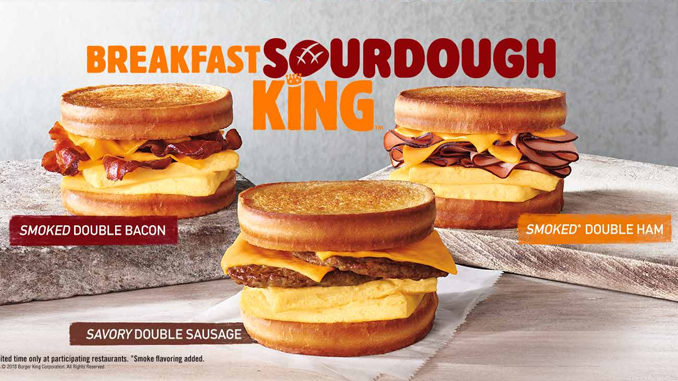 BREAKFAST SOURDOUGH
KING
SMOKED DOUBLE BACON
SMOKED* DOUBLE HAM
SAVORY DOUBLE SAUSAGE
ited time only at participating restaurants. *Smoke flavoring added.
© 2018 Burger King Corporation. All Rights Reserved.